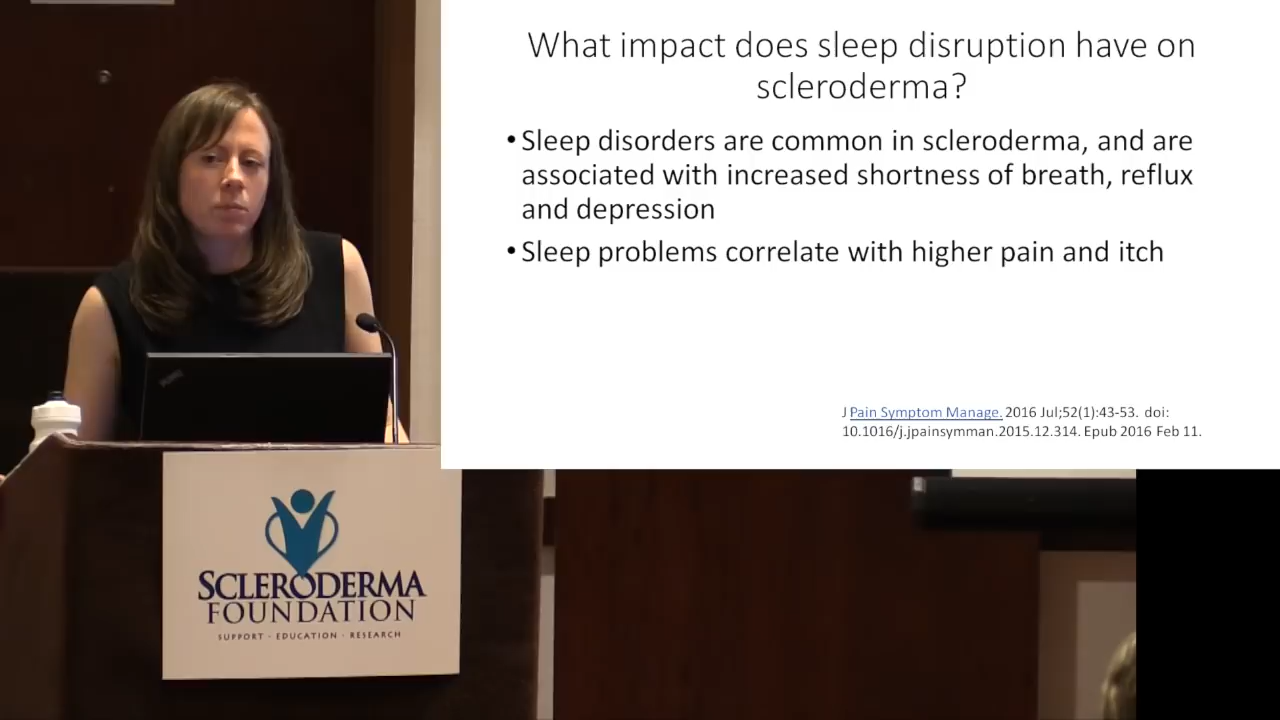 What impact does sleep disruption have on
scleroderma?
• Sleep disorders are common in scleroderma, and are
associated with increased shortness of breath, reflux
and depression
• Sleep problems correlate with higher pain and itch
J Pain Symptom Manage. 2016 Jul;52(1):43-53. doi:
10.1016/j.jpainsymman.2015.12.314. Epub 2016 Feb 11.
SCLERODERMA
FOUNDATION
SUPPORT · EDUCATION · RESEARCH